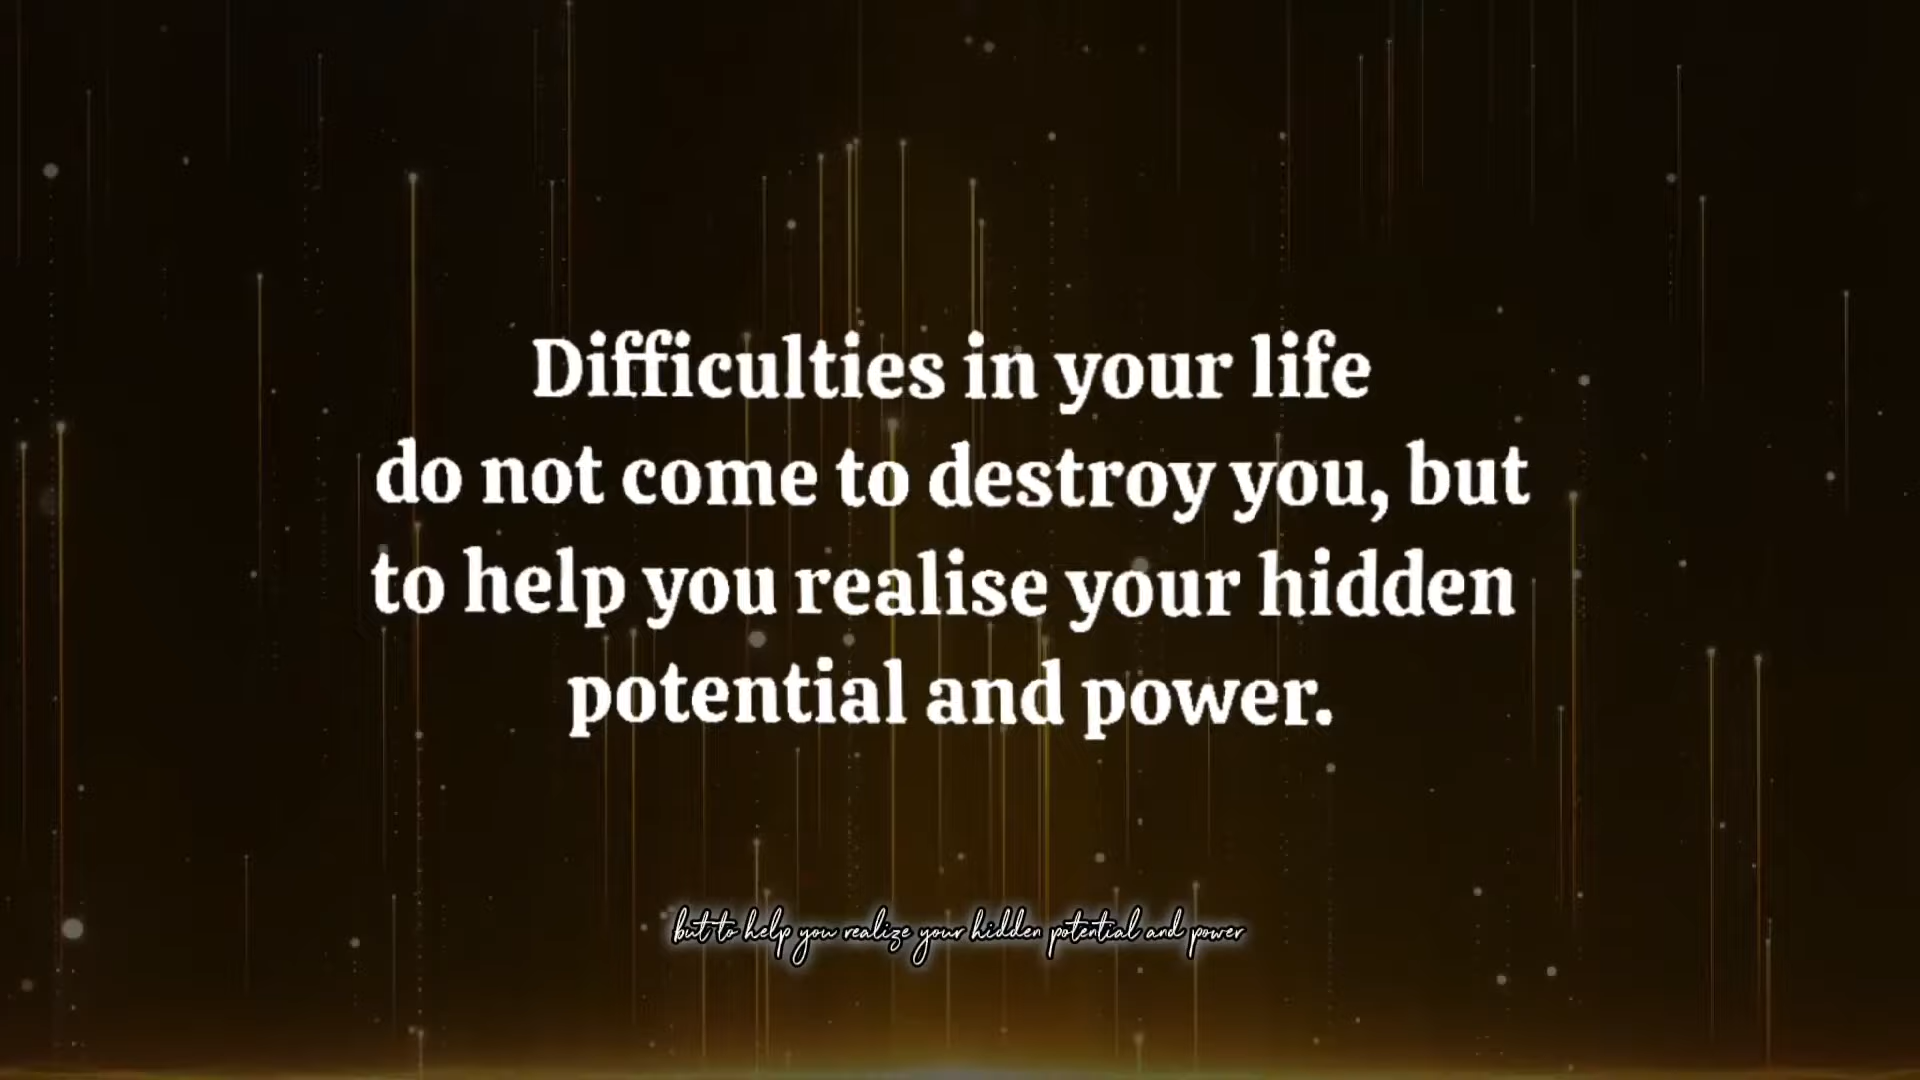 Difficulties in your life
do not come to destroy you, but
to help you realise your hidden
potential and power.
but to help you realize your hidden potential and power